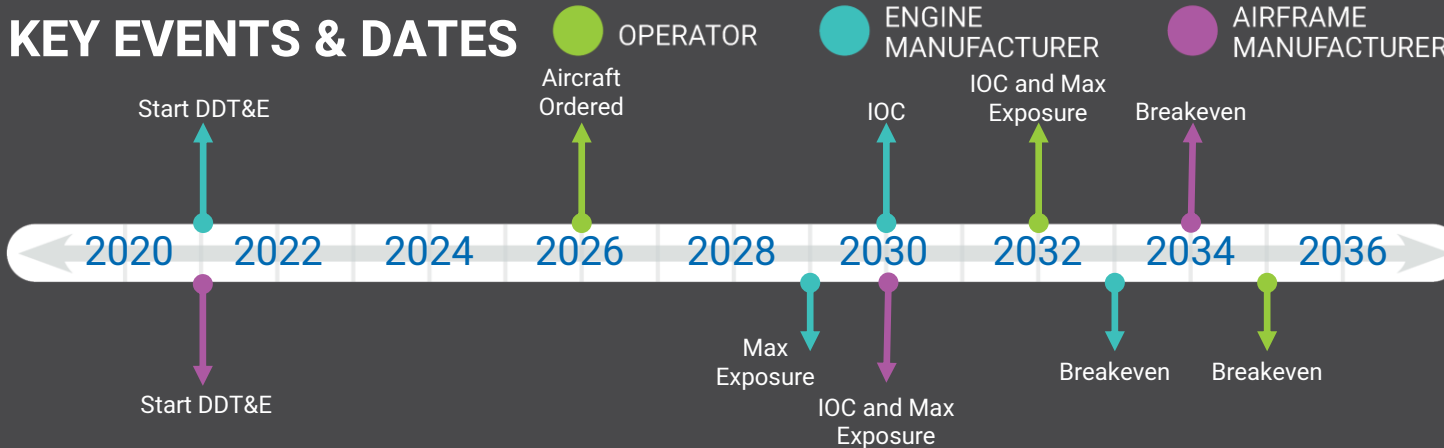 KEY EVENTS & DATES
OPERATOR
ENGINE
MANUFACTURER
AIRFRAME
MANUFACTURER
Start DDT&E
Aircraft
Ordered
IOC
IOC and Max
Exposure
Breakeven
2020 2022 2024 2026 2028 2030 2032 2034 2036
Start DDT&E
Max
Exposure
IOC and Max
Exposure
Breakeven
Breakeven